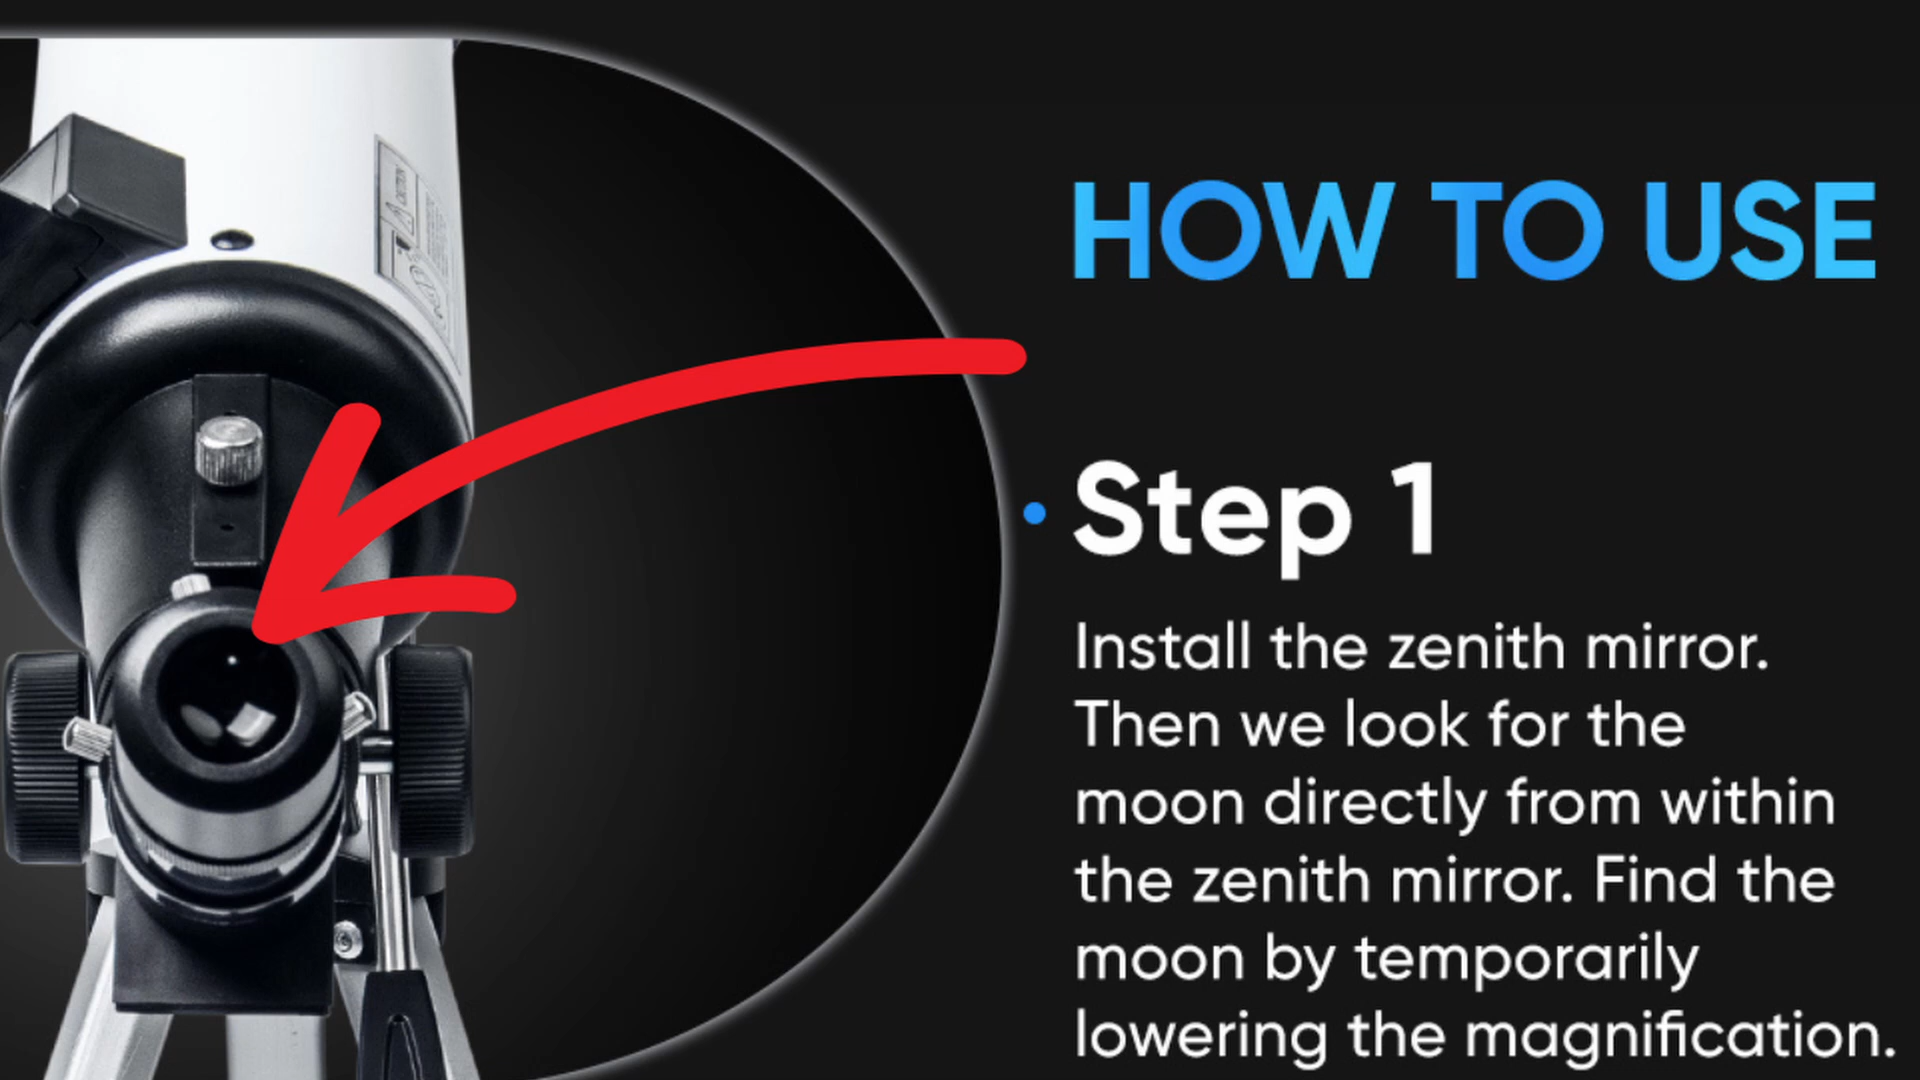 HOW TO USE
Step 1
Install the zenith mirror.
Then we look for the
moon directly from within
the zenith mirror. Find the
moon by temporarily
lowering the magnification.